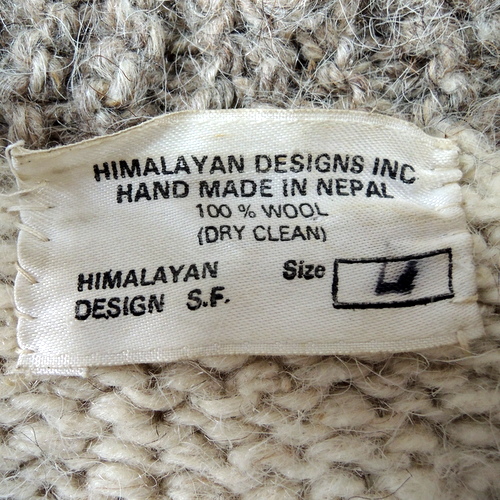 HIMALAYAN DESIGNS INC
HAND MADE IN NEPAL
100 % WOOL
(DRY CLEAN)
HIMALAYAN
DESIGN S.F.
Size